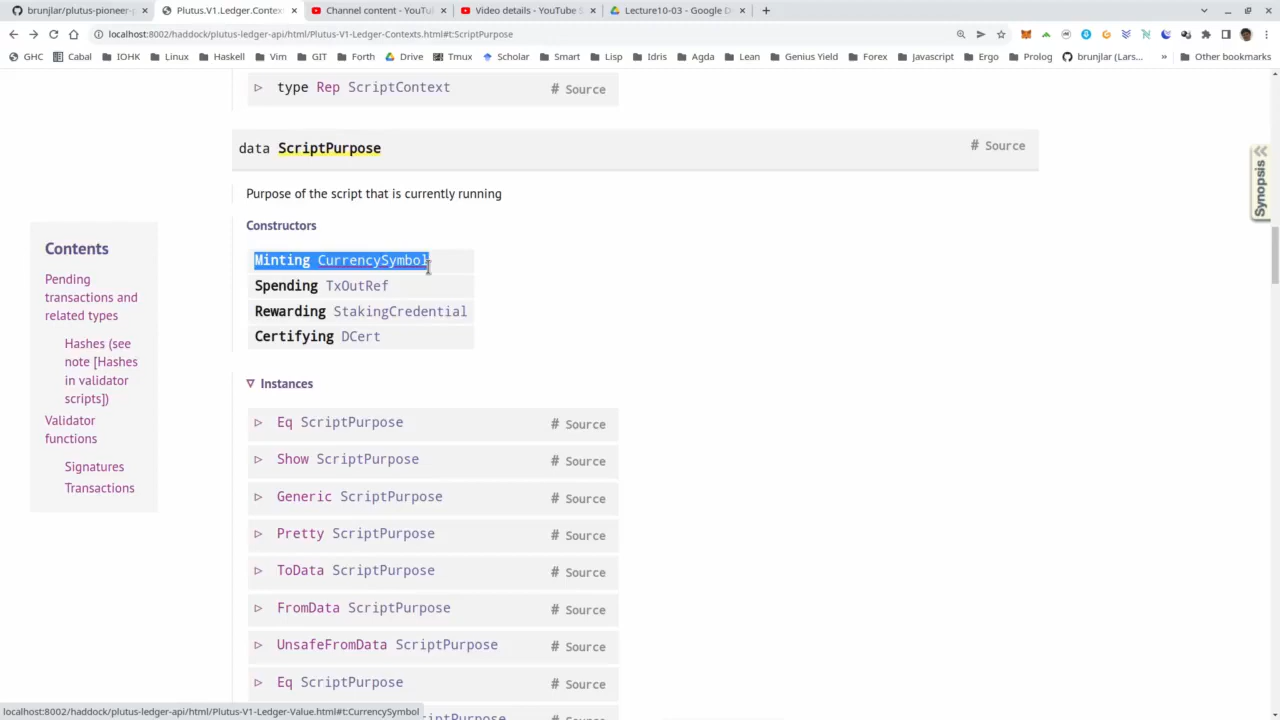 brunjlar/plutus-pioneer-p
Plutus.V1.Ledger.Contex
Channel content - YouTu
Video details - YouTube S
Lecture10-03 - Google D
localhost:8002/haddock/plutus-ledger-api/html/Plutus-V1-Ledger-Contexts.html#t:ScriptPurpose
GHC Cabal IOHK Linux Haskell Vim GIT Forth Drive Tmux Scholar Smart Lisp Idris Agda Lean Genius Yield Forex Javascript Ergo Prolog brunjlar (Lars... » Other bookmarks
type Rep ScriptContext # Source
data ScriptPurpose # Source
Synopsis
Purpose of the script that is currently running
Constructors
Minting CurrencySymbol
Spending TxOutRef
Rewarding StakingCredential
Certifying DCert
Contents
Pending
transactions and
related types
Hashes (see
note [Hashes
in validator
scripts])
Validator
functions
Signatures
Transactions
Instances
Eq ScriptPurpose # Source
Show ScriptPurpose # Source
Generic ScriptPurpose # Source
Pretty ScriptPurpose # Source
ToData ScriptPurpose # Source
FromData ScriptPurpose # Source
UnsafeFromData ScriptPurpose # Source
Eq ScriptPurpose # Source
localhost:8002/haddock/plutus-ledger-api/html/Plutus-V1-Ledger-Value.html#t:CurrencySymbol